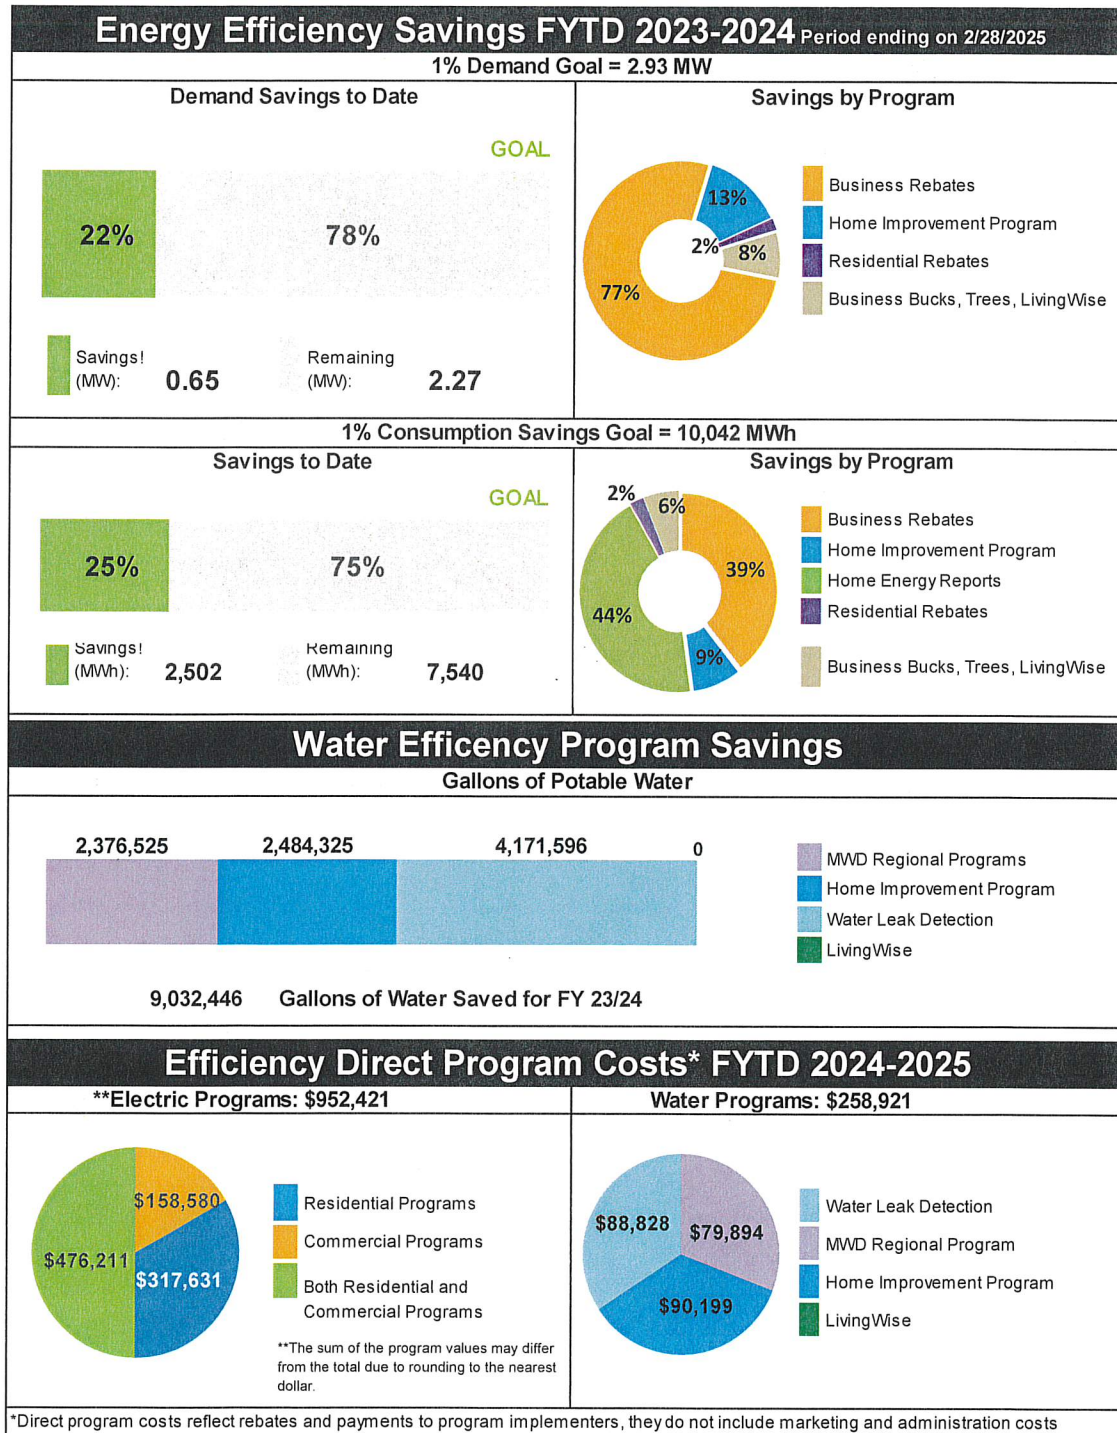 Energy Efficiency Savings FYTD 2023-2024 Period ending on 2/28/2025
1% Demand Goal = 2.93 MW
Demand Savings to Date
GOAL
22%
78%
Savings!
(MW): 0.65
Remaining
(MW): 2.27
Savings by Program
13%
2%
8%
77%
Business Rebates
Home Improvement Program
Residential Rebates
Business Bucks, Trees, LivingWise
1% Consumption Savings Goal = 10,042 MWh
Savings to Date
GOAL
25%
75%
Savings!
(MWh): 2,502
Remaining
(MWh): 7,540
Savings by Program
2%
6%
39%
44%
9%
Business Rebates
Home Improvement Program
Home Energy Reports
Residential Rebates
Business Bucks, Trees, LivingWise
Water Efficency Program Savings
Gallons of Potable Water
2,376,525 2,484,325 4,171,596 0
MWD Regional Programs
Home Improvement Program
Water Leak Detection
LivingWise
9,032,446 Gallons of Water Saved for FY 23/24
Efficiency Direct Program Costs* FYTD 2024-2025
**Electric Programs: $952,421
$158,580
$476,211
$317,631
Residential Programs
Commercial Programs
Both Residential and
Commercial Programs
**The sum of the program values may differ
from the total due to rounding to the nearest
dollar.
Water Programs: $258,921
$88,828
$79,894
$90,199
Water Leak Detection
MWD Regional Program
Home Improvement Program
LivingWise
*Direct program costs reflect rebates and payments to program implementers, they do not include marketing and administration costs